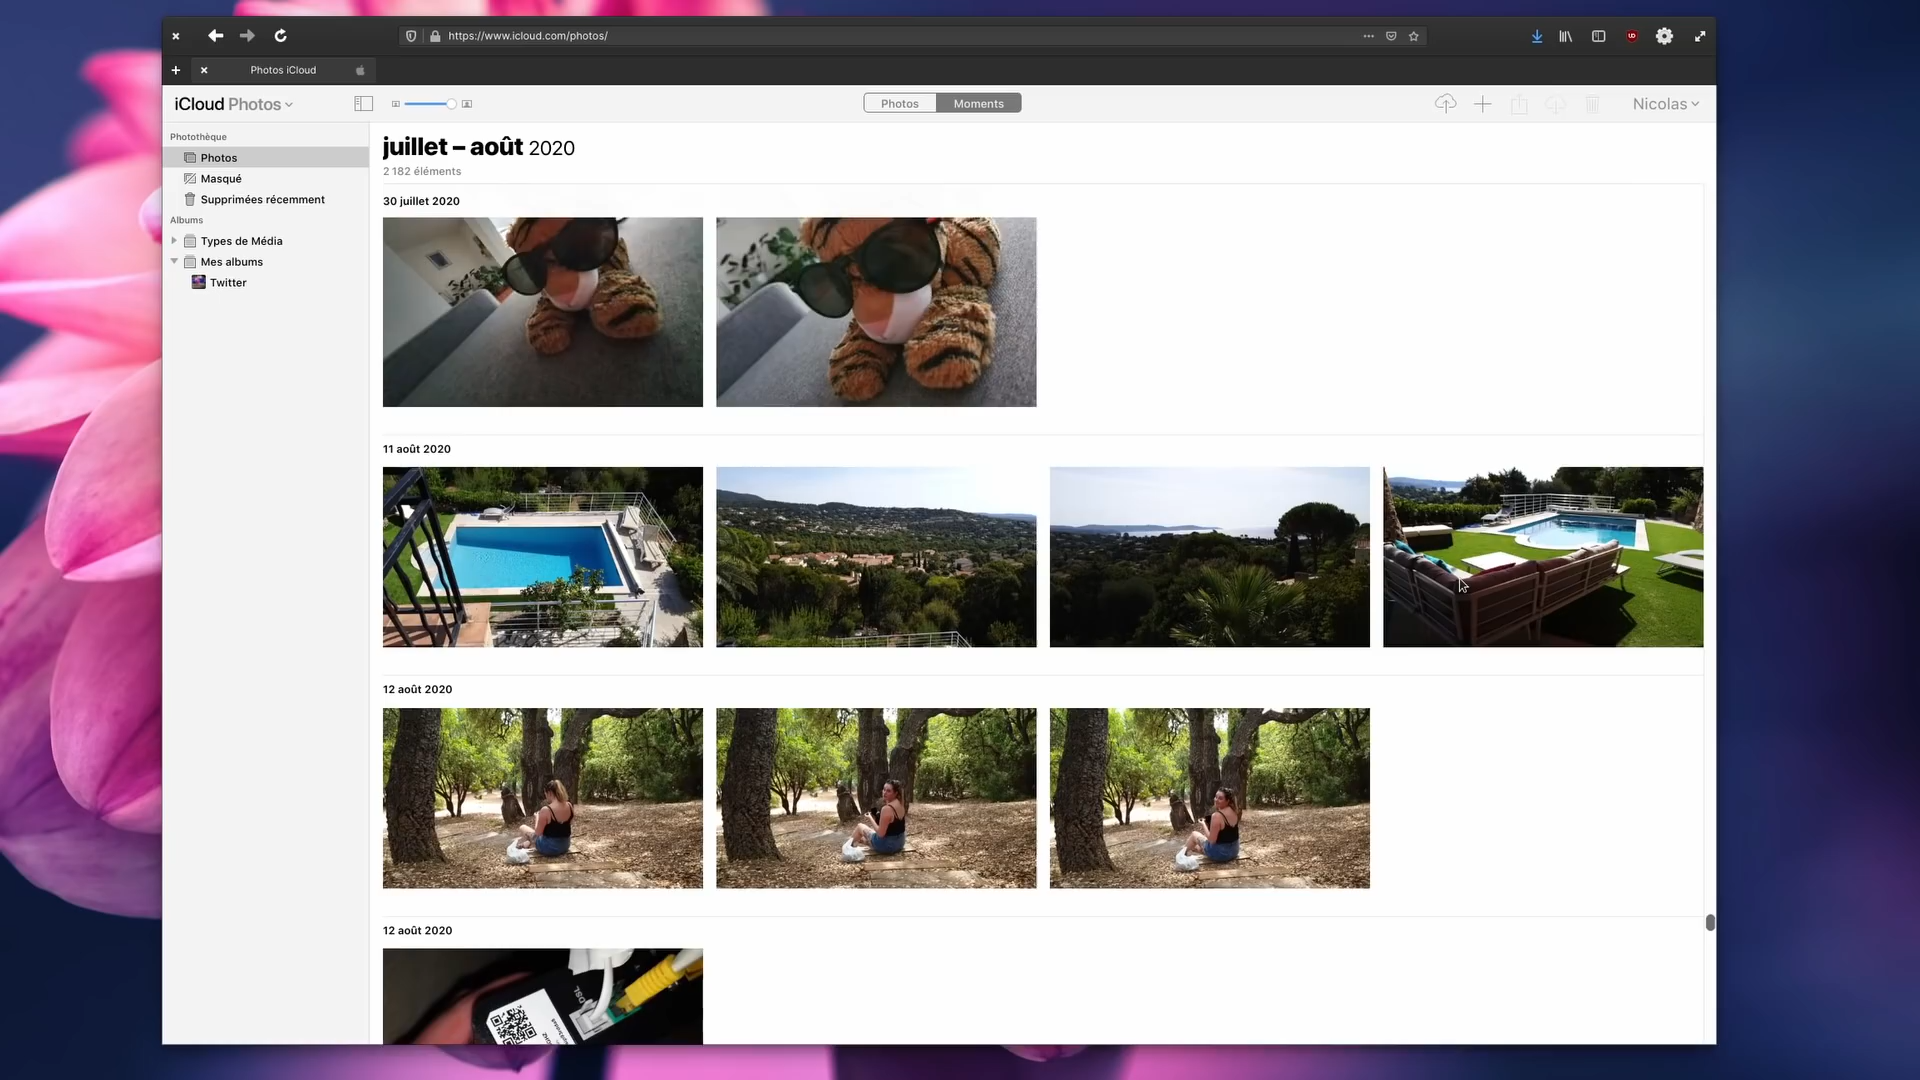 https://www.icloud.com/photos/
Photos iCloud
iCloud Photos
Photos
Moments
Nicolas
Photothèque
Photos
Masqué
Supprimées récemment
Albums
Types de Média
Mes albums
Twitter
juillet – août 2020
2 182 éléments
30 juillet 2020
11 août 2020
12 août 2020
12 août 2020
DSL